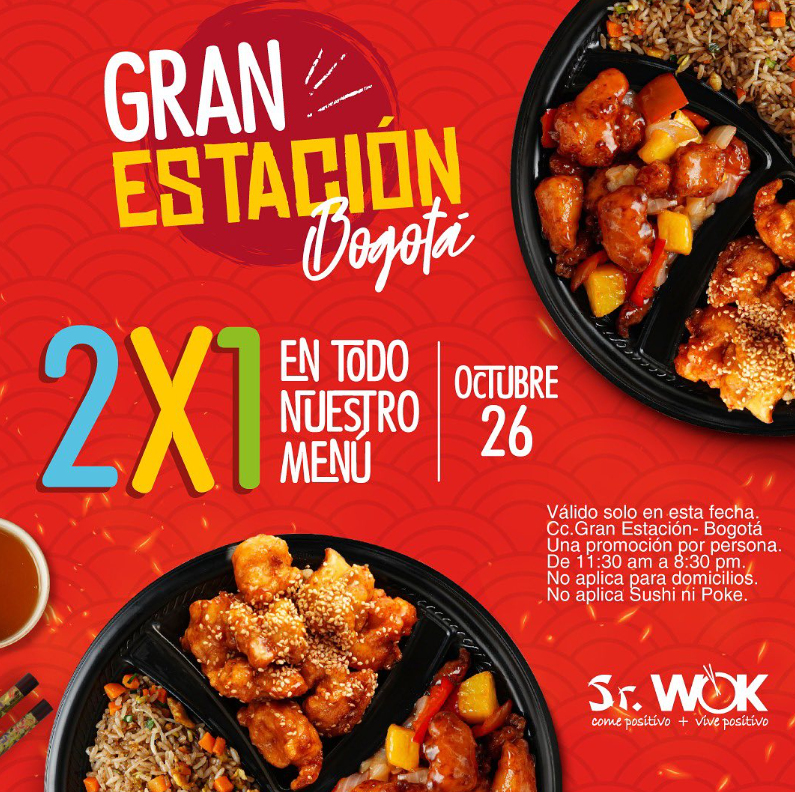 GRAN
ESTACIÓN
Bogotá
2X1
EN TODO
NUESTRO
MENÚ
OCTUBRE
26
Válido solo en esta fecha.
Cc.Gran Estación- Bogotá
Una promoción por persona.
De 11:30 am a 8:30 pm.
No aplica para domicilios.
No aplica Sushi ni Poke.
Sr. WOK
come positivo + vive positivo